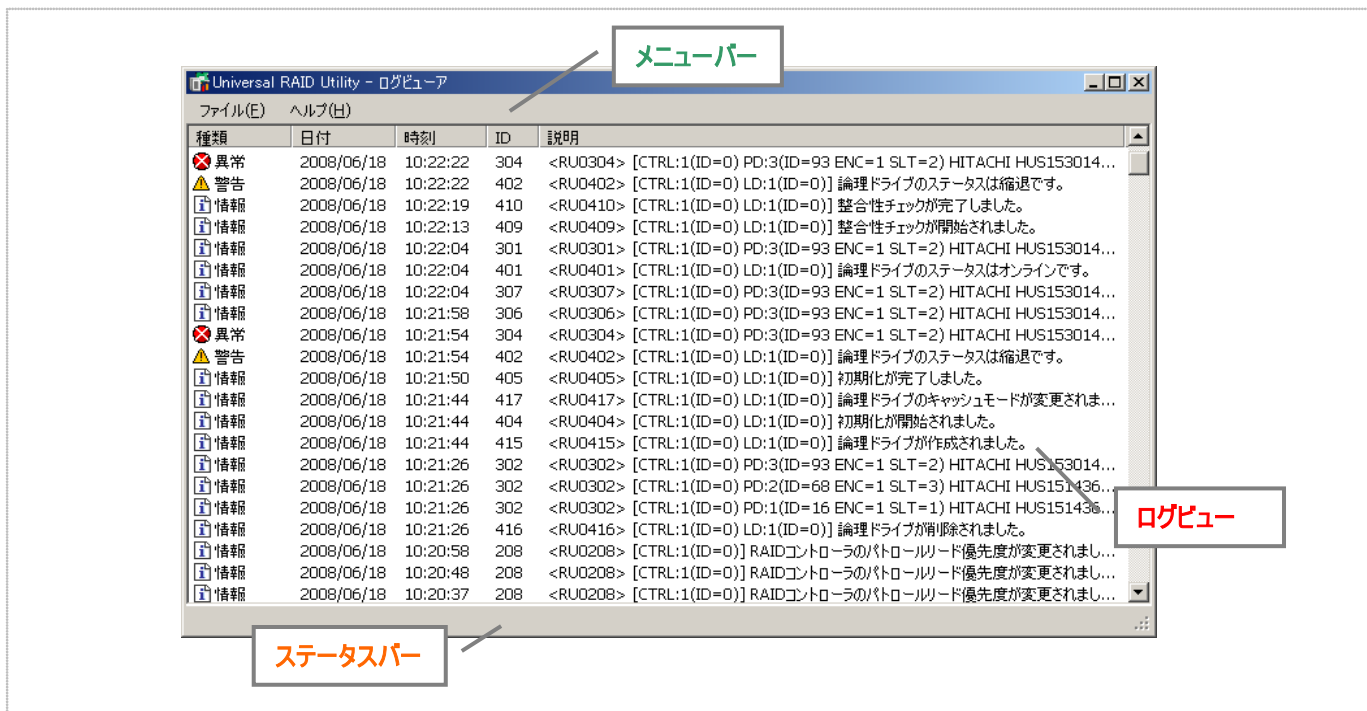 メニューバー
Universal RAID Utility - ログビューア
ファイル(F) ヘルプ(H)
種類 日付 時刻 ID 説明
異常 2008/06/18 10:22:22 304 <RU0304> [CTRL:1(ID=0) PD:3(ID=93 ENC=1 SLT=2) HITACHI HUS153014...
警告 2008/06/18 10:22:22 402 <RU0402> [CTRL:1(ID=0) LD:1(ID=0)] 論理ドライブのステータスは縮退です。
情報 2008/06/18 10:22:19 410 <RU0410> [CTRL:1(ID=0) LD:1(ID=0)] 整合性チェックが完了しました。
情報 2008/06/18 10:22:13 409 <RU0409> [CTRL:1(ID=0) LD:1(ID=0)] 整合性チェックが開始されました。
情報 2008/06/18 10:22:04 301 <RU0301> [CTRL:1(ID=0) PD:3(ID=93 ENC=1 SLT=2) HITACHI HUS153014...
情報 2008/06/18 10:22:04 401 <RU0401> [CTRL:1(ID=0) LD:1(ID=0)] 論理ドライブのステータスはオンラインです。
情報 2008/06/18 10:22:04 307 <RU0307> [CTRL:1(ID=0) PD:3(ID=93 ENC=1 SLT=2) HITACHI HUS153014...
情報 2008/06/18 10:21:58 306 <RU0306> [CTRL:1(ID=0) PD:3(ID=93 ENC=1 SLT=2) HITACHI HUS153014...
異常 2008/06/18 10:21:54 304 <RU0304> [CTRL:1(ID=0) PD:3(ID=93 ENC=1 SLT=2) HITACHI HUS153014...
警告 2008/06/18 10:21:54 402 <RU0402> [CTRL:1(ID=0) LD:1(ID=0)] 論理ドライブのステータスは縮退です。
情報 2008/06/18 10:21:50 405 <RU0405> [CTRL:1(ID=0) LD:1(ID=0)] 初期化が完了しました。
情報 2008/06/18 10:21:44 417 <RU0417> [CTRL:1(ID=0) LD:1(ID=0)] 論理ドライブのキャッシュモードが変更されま...
情報 2008/06/18 10:21:44 404 <RU0404> [CTRL:1(ID=0) LD:1(ID=0)] 初期化が開始されました。
情報 2008/06/18 10:21:44 415 <RU0415> [CTRL:1(ID=0) LD:1(ID=0)] 論理ドライブが作成されました。
情報 2008/06/18 10:21:26 302 <RU0302> [CTRL:1(ID=0) PD:3(ID=93 ENC=1 SLT=2) HITACHI HUS153014...
情報 2008/06/18 10:21:26 302 <RU0302> [CTRL:1(ID=0) PD:2(ID=68 ENC=1 SLT=3) HITACHI HUS151436...
情報 2008/06/18 10:21:26 302 <RU0302> [CTRL:1(ID=0) PD:1(ID=16 ENC=1 SLT=1) HITACHI HUS151436...
情報 2008/06/18 10:21:26 416 <RU0416> [CTRL:1(ID=0) LD:1(ID=0)] 論理ドライブが削除されました。
情報 2008/06/18 10:20:58 208 <RU0208> [CTRL:1(ID=0)] RAIDコントローラのパトロールリード優先度が変更されまし...
情報 2008/06/18 10:20:48 208 <RU0208> [CTRL:1(ID=0)] RAIDコントローラのパトロールリード優先度が変更されまし...
情報 2008/06/18 10:20:37 208 <RU0208> [CTRL:1(ID=0)] RAIDコントローラのパトロールリード優先度が変更されまし...
ログビュー
ステータスバー